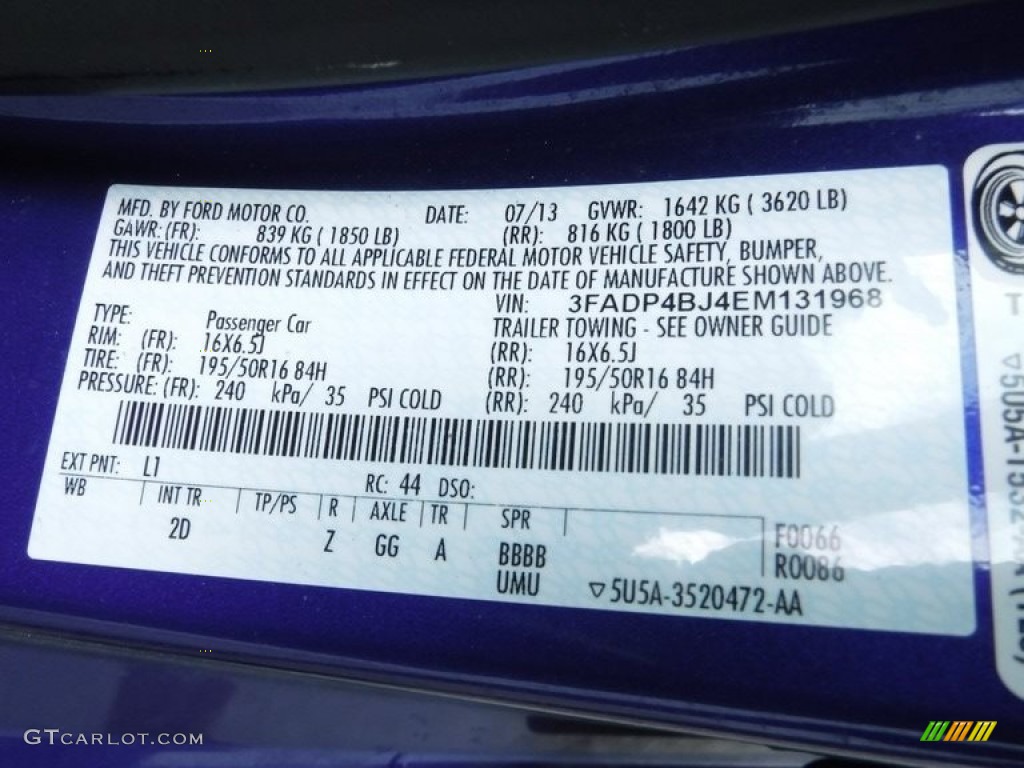 MFD. BY FORD MOTOR CO. DATE: 07/13 GVWR: 1642 KG ( 3620 LB)
GAWR: (FR): 839 KG ( 1850 LB) (RR): 816 KG ( 1800 LB)
THIS VEHICLE CONFORMS TO ALL APPLICABLE FEDERAL MOTOR VEHICLE SAFETY, BUMPER,
AND THEFT PREVENTION STANDARDS IN EFFECT ON THE DATE OF MANUFACTURE SHOWN ABOVE.
VIN: 3FADP4BJ4EM131968
TYPE: Passenger Car TRAILER TOWING - SEE OWNER GUIDE
RIM: (FR): 16X6.5J (RR): 16X6.5J
TIRE: (FR): 195/50R16 84H (RR): 195/50R16 84H
PRESSURE: (FR): 240 kPa/ 35 PSI COLD (RR): 240 kPa/ 35 PSI COLD
EXT PNT: L1 RC: 44 DSO:
WB INT TR TP/PS R AXLE TR SPR
2D Z GG A BBBB F0066
UMU R0086
▽5U5A-3520472-AA
T
GTCARLOT.COM